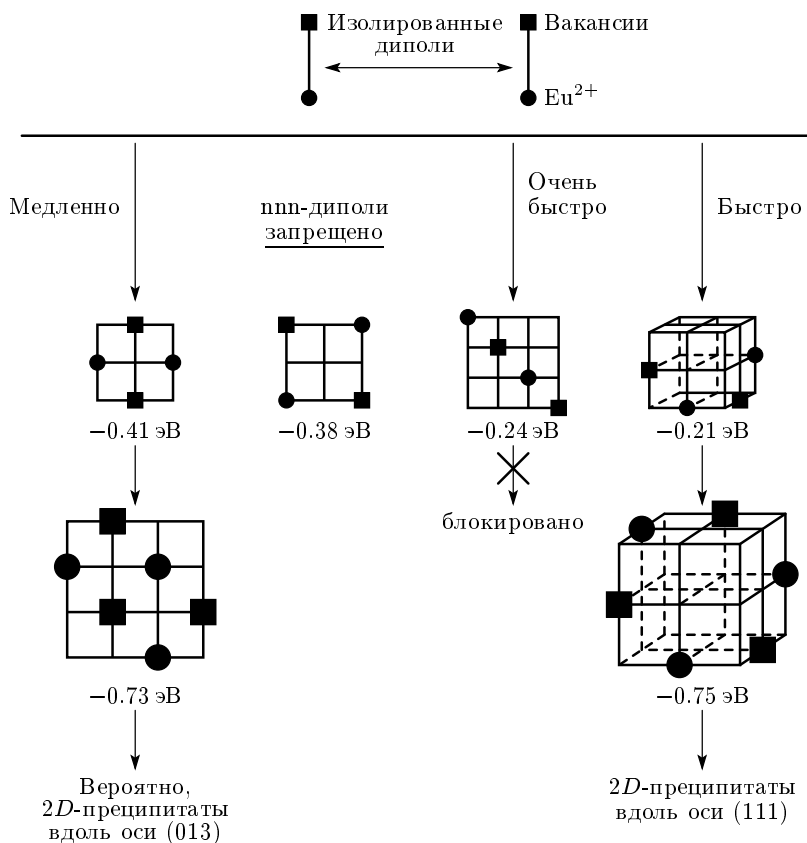 Изолированные
диполи
Вакансии
Eu²⁺
Медленно
nnn-диполи
запрещено
Очень
быстро
Быстро
−0.41 эВ
−0.38 эВ
−0.24 эВ
−0.21 эВ
блокировано
−0.73 эВ
−0.75 эВ
Вероятно,
2D-преципитаты
вдоль оси (013)
2D-преципитаты
вдоль оси (111)